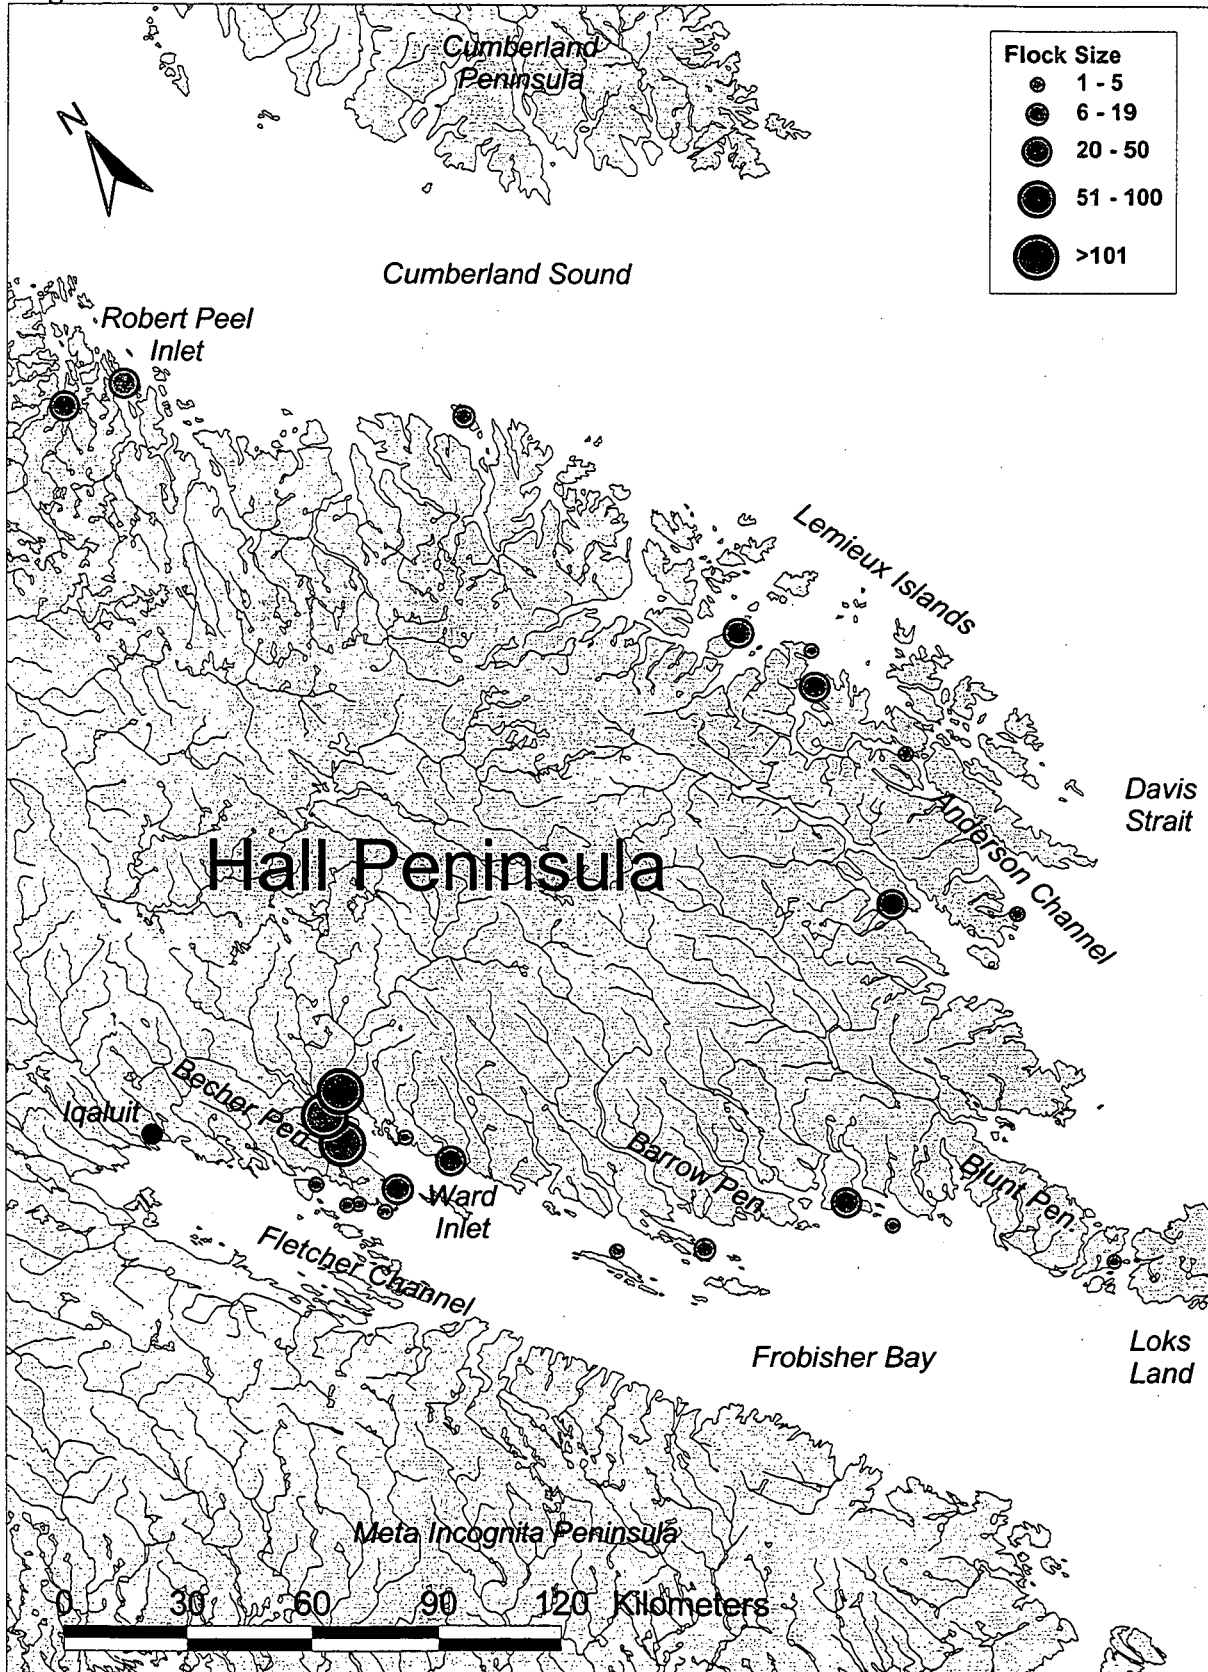 Cumberland
Peninsula
Flock Size
1 - 5
6 - 19
20 - 50
51 - 100
>101
N
Cumberland Sound
Robert Peel
Inlet
Lemieux Islands
Davis
Strait
Anderson Channel
Hall Peninsula
Becher Pen.
Iqaluit
Barrow Pen.
Blunt Pen.
Ward
Inlet
Fletcher Channel
Frobisher Bay
Loks
Land
Meta Incognita Peninsula
0 30 60 90 120 Kilometers